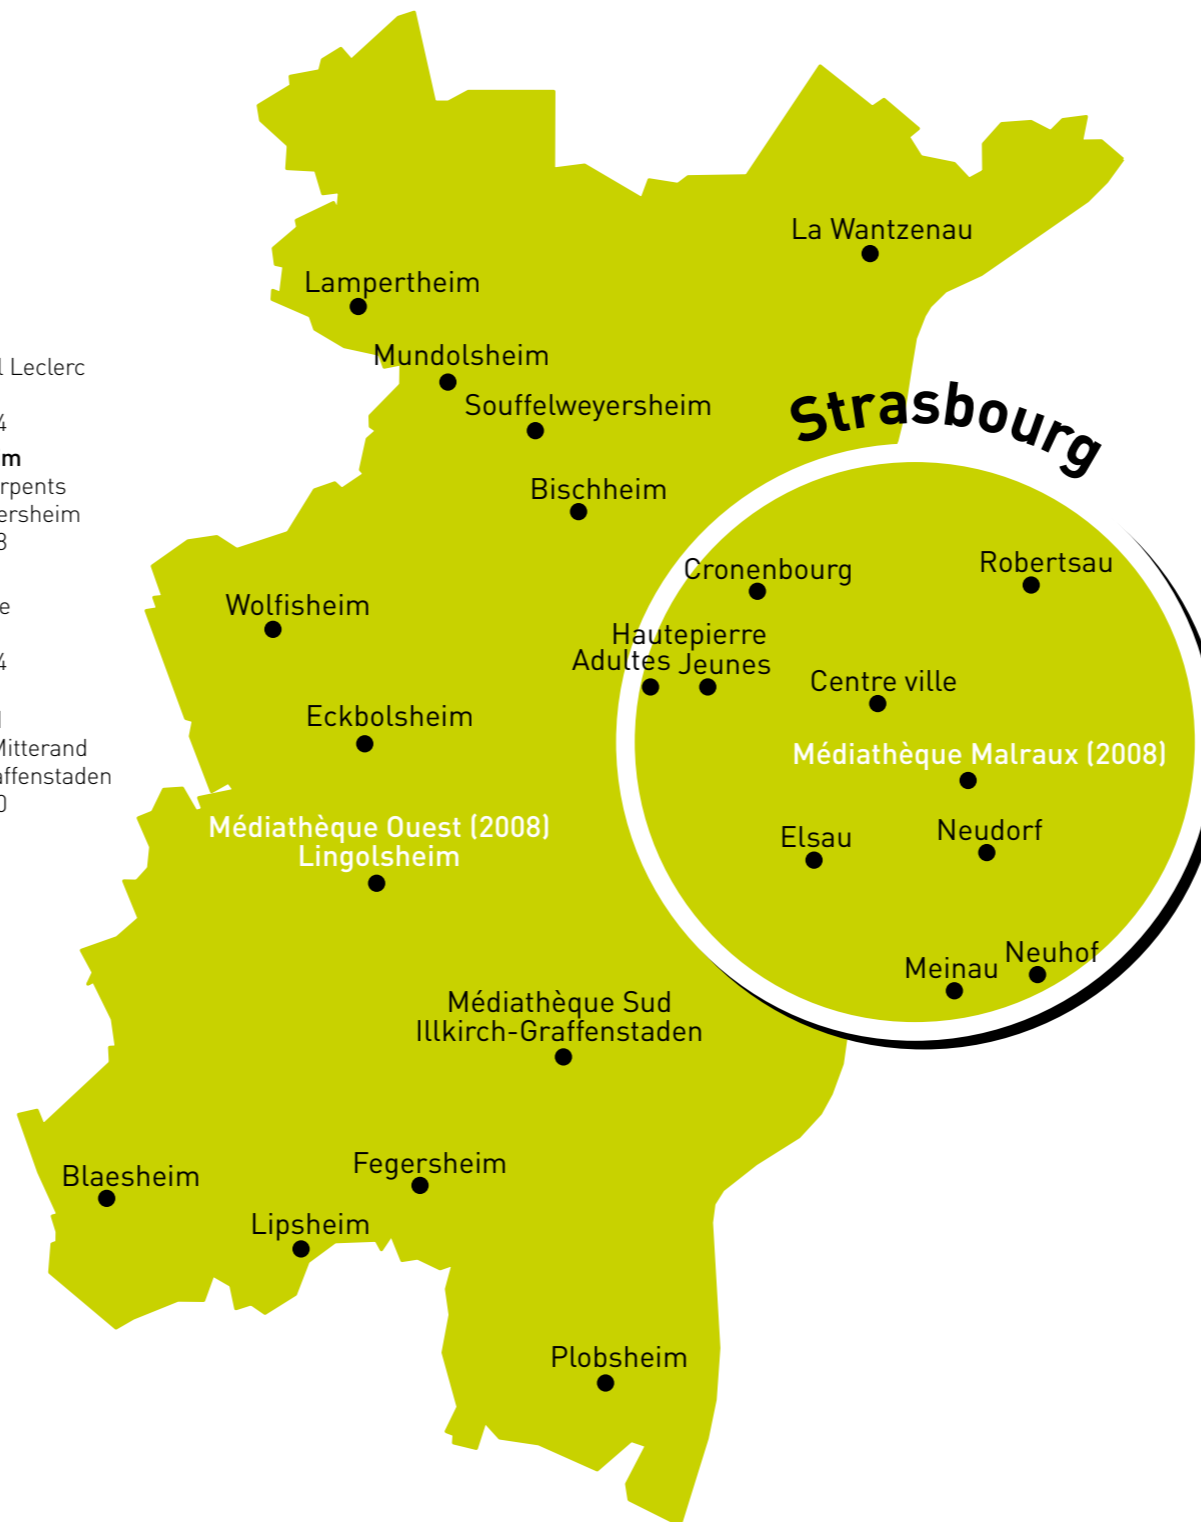 l Leclerc
4
m
rpents
ersheim
8
e
4
l
Mitterand
affenstaden
0
La Wantzenau
Lampertheim
Mundolsheim
Souffelweyersheim
Bischheim
Wolfisheim
Eckbolsheim
Médiathèque Ouest (2008)
Lingolsheim
Médiathèque Sud
Illkirch-Graffenstaden
Blaesheim
Fegersheim
Lipsheim
Plobsheim
Strasbourg
Cronenbourg
Robertsau
Hautepierre
Adultes Jeunes
Centre ville
Médiathèque Malraux (2008)
Elsau
Neudorf
Meinau
Neuhof